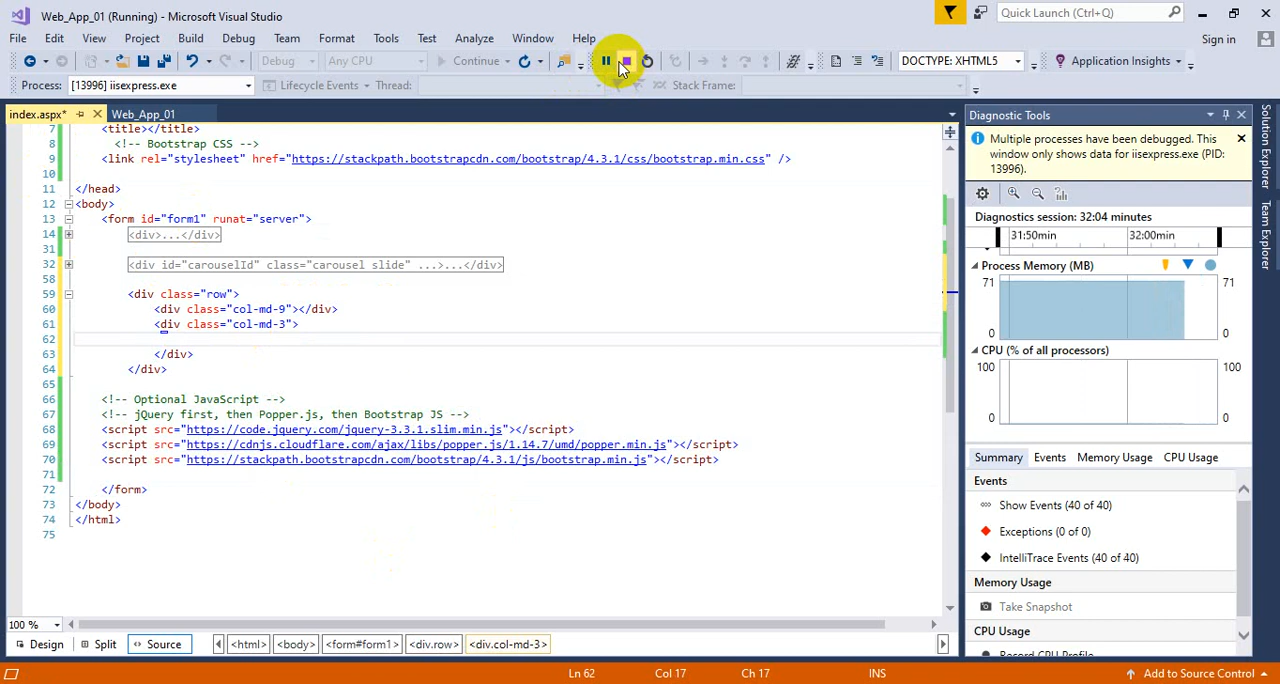 Web_App_01 (Running) - Microsoft Visual Studio
Quick Launch (Ctrl+Q)
File Edit View Project Build Debug Team Format Tools Test Analyze Window Help
Sign in
Debug Any CPU Continue DOCTYPE: XHTML5 Application Insights
Process: [13996] iisexpress.exe Lifecycle Events Thread: Stack Frame:
index.aspx* Web_App_01
7 <title></title>
8 <!-- Bootstrap CSS -->
9 <link rel="stylesheet" href="https://stackpath.bootstrapcdn.com/bootstrap/4.3.1/css/bootstrap.min.css" />
10
11 </head>
12 <body>
13 <form id="form1" runat="server">
14 <div>...</div>
31
32 <div id="carouselId" class="carousel slide" ...>...</div>
58
59 <div class="row">
60 <div class="col-md-9"></div>
61 <div class="col-md-3">
62
63 </div>
64 </div>
65
66 <!-- Optional JavaScript -->
67 <!-- jQuery first, then Popper.js, then Bootstrap JS -->
68 <script src="https://code.jquery.com/jquery-3.3.1.slim.min.js"></script>
69 <script src="https://cdnjs.cloudflare.com/ajax/libs/popper.js/1.14.7/umd/popper.min.js"></script>
70 <script src="https://stackpath.bootstrapcdn.com/bootstrap/4.3.1/js/bootstrap.min.js"></script>
71
72 </form>
73 </body>
74 </html>
75
100 %
Design Split Source <html> <body> <form#form1> <div.row> <div.col-md-3>
Ln 62 Col 17 Ch 17 INS Add to Source Control
Diagnostic Tools
Multiple processes have been debugged. This
window only shows data for iisexpress.exe (PID:
13996).
Diagnostics session: 32:04 minutes
31:50min 32:00min
Process Memory (MB)
71 71
0 0
CPU (% of all processors)
100 100
0 0
Summary Events Memory Usage CPU Usage
Events
Show Events (40 of 40)
Exceptions (0 of 0)
IntelliTrace Events (40 of 40)
Memory Usage
Take Snapshot
CPU Usage
Record CPU Profile
Solution Explorer
Team Explorer